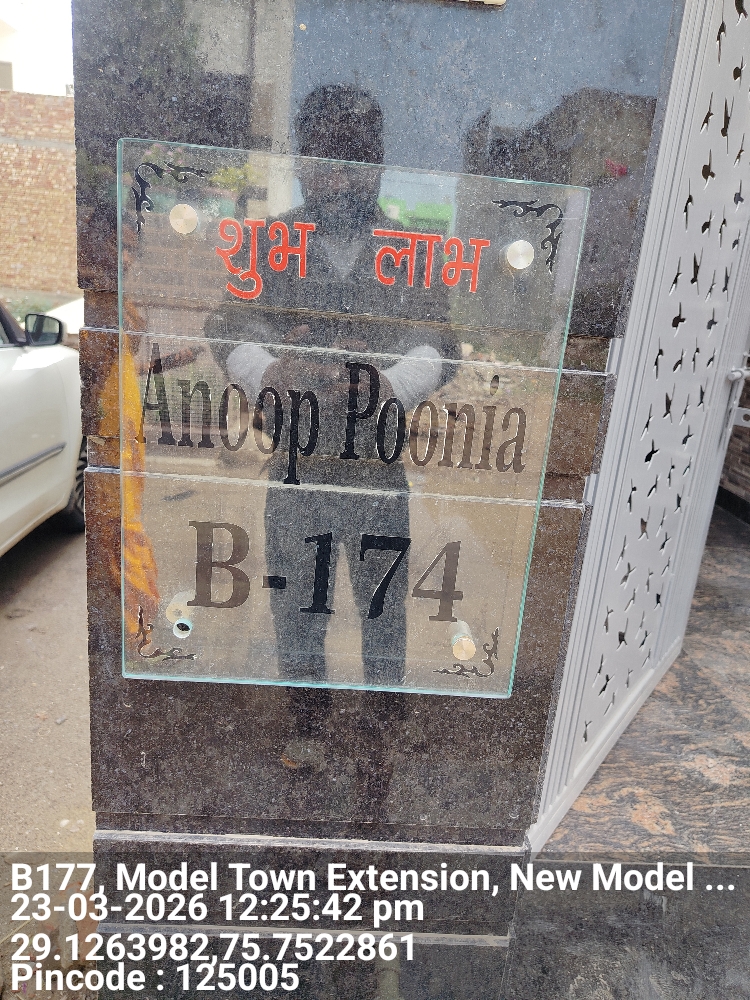 शुभ लाभ
Anoop Poonia
B-174
B177, Model Town Extension, New Model ...
23-03-2026 12:25:42 pm
29.1263982,75.7522861
Pincode : 125005